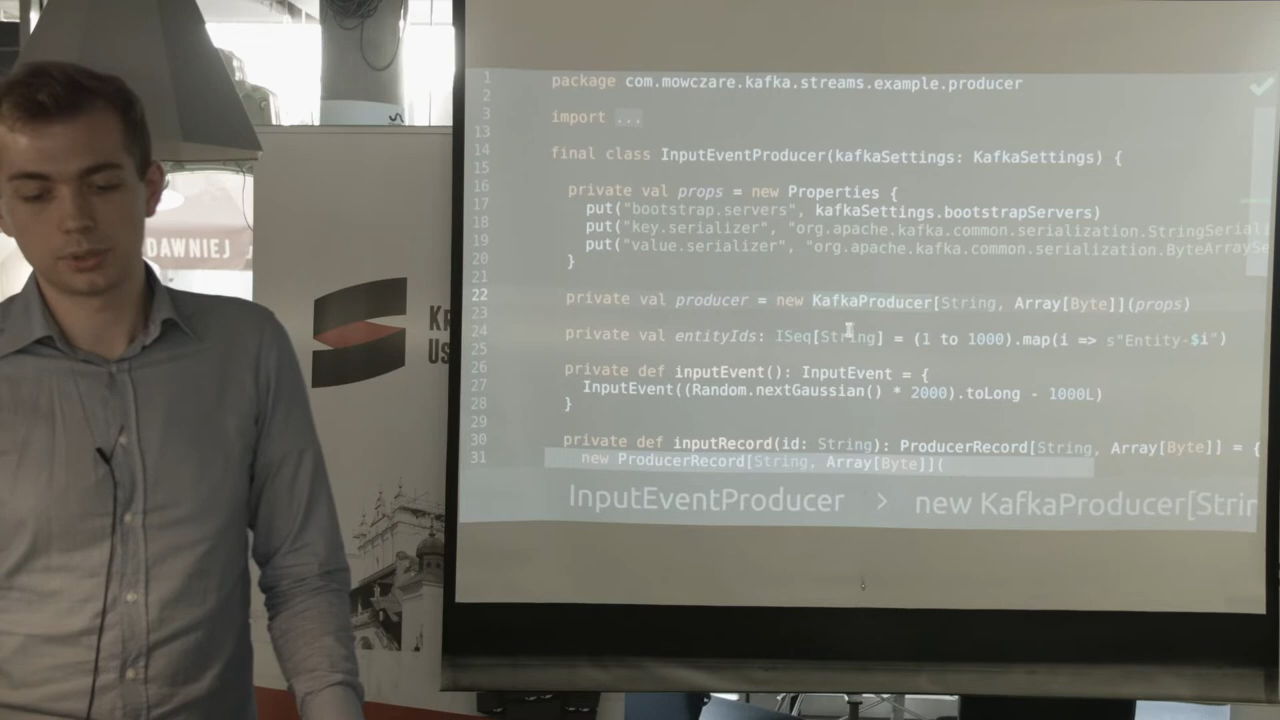 1 package com.mowczare.kafka.streams.example.producer
2
3 import ...
13
14 final class InputEventProducer(kafkaSettings: KafkaSettings) {
15
16 private val props = new Properties {
17 put("bootstrap.servers", kafkaSettings.bootstrapServers)
18 put("key.serializer", "org.apache.kafka.common.serialization.StringSeriali
19 put("value.serializer", "org.apache.kafka.common.serialization.ByteArraySe
20 }
21
22 private val producer = new KafkaProducer[String, Array[Byte]](props)
23
24 private val entityIds: ISeq[String] = (1 to 1000).map(i => s"Entity-$i")
25
26 private def inputEvent(): InputEvent = {
27 InputEvent((Random.nextGaussian() * 2000).toLong - 1000L)
28 }
29
30 private def inputRecord(id: String): ProducerRecord[String, Array[Byte]] = {
31 new ProducerRecord[String, Array[Byte]](
InputEventProducer > new KafkaProducer[Strin
DAWNIEJ